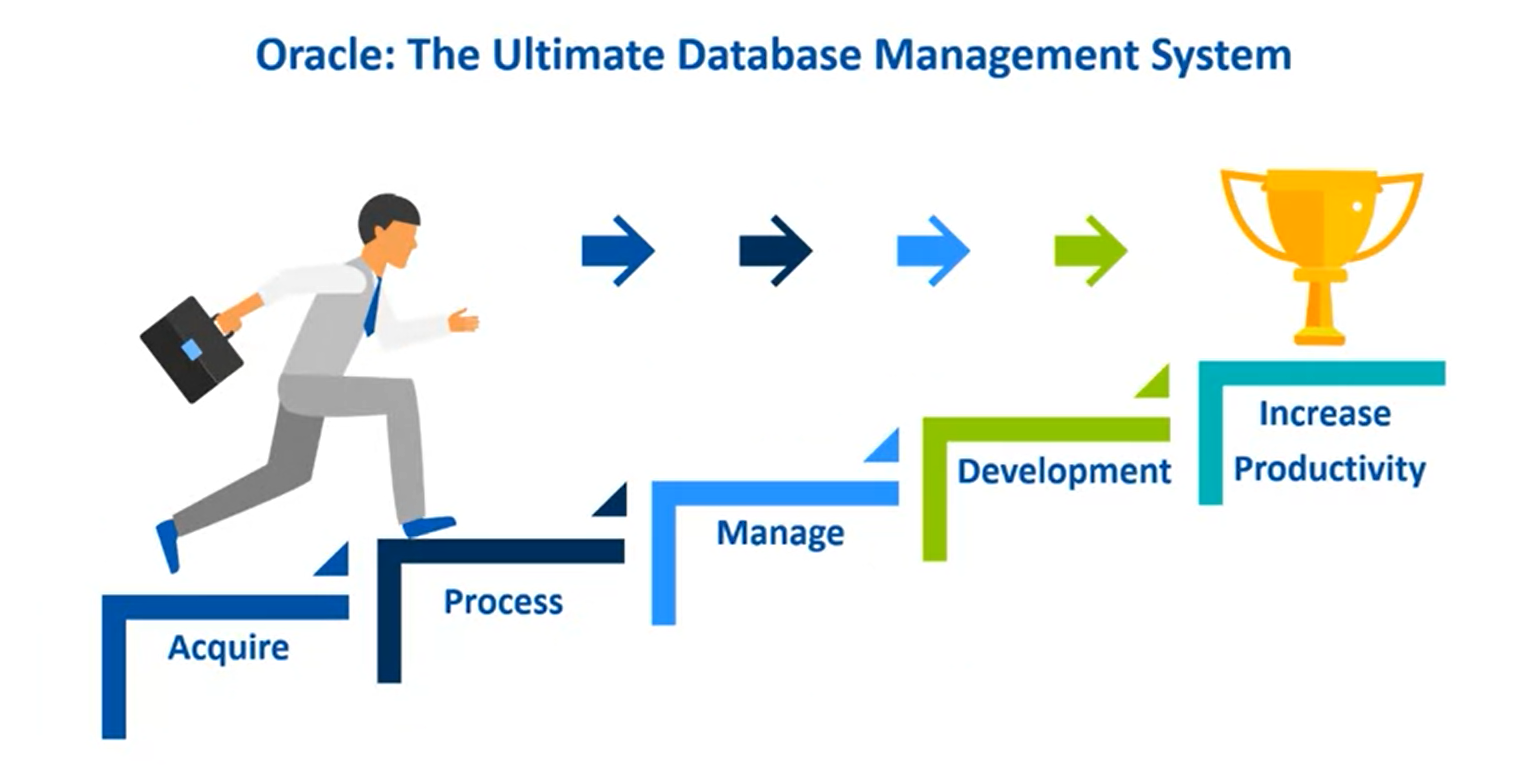 Oracle: The Ultimate Database Management System
Acquire
Process
Manage
Development
Increase
Productivity